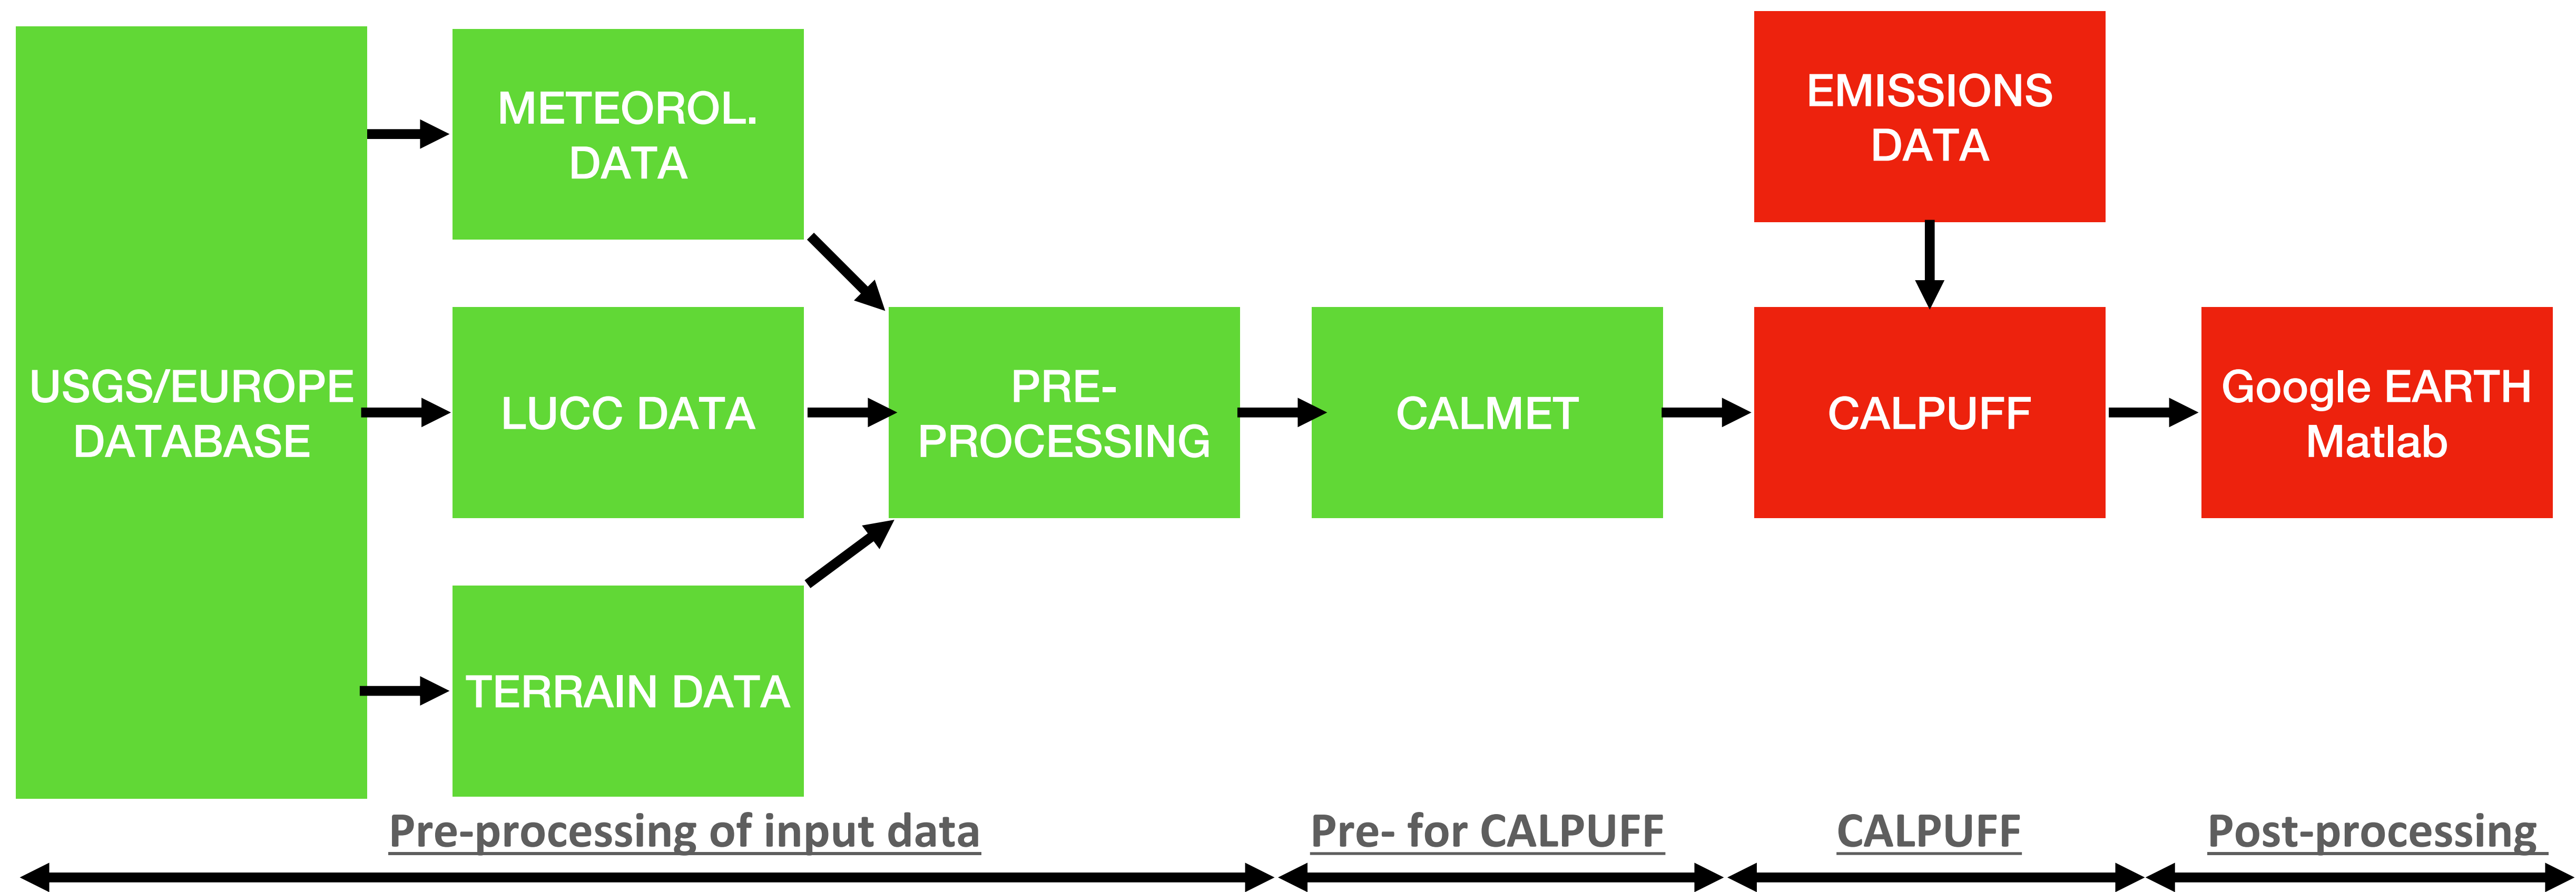 USGS/EUROPE
DATABASE
METEOROL.
DATA
LUCC DATA
TERRAIN DATA
PRE-
PROCESSING
CALMET
EMISSIONS
DATA
CALPUFF
Google EARTH
Matlab
Pre-processing of input data
Pre- for CALPUFF
CALPUFF
Post-processing